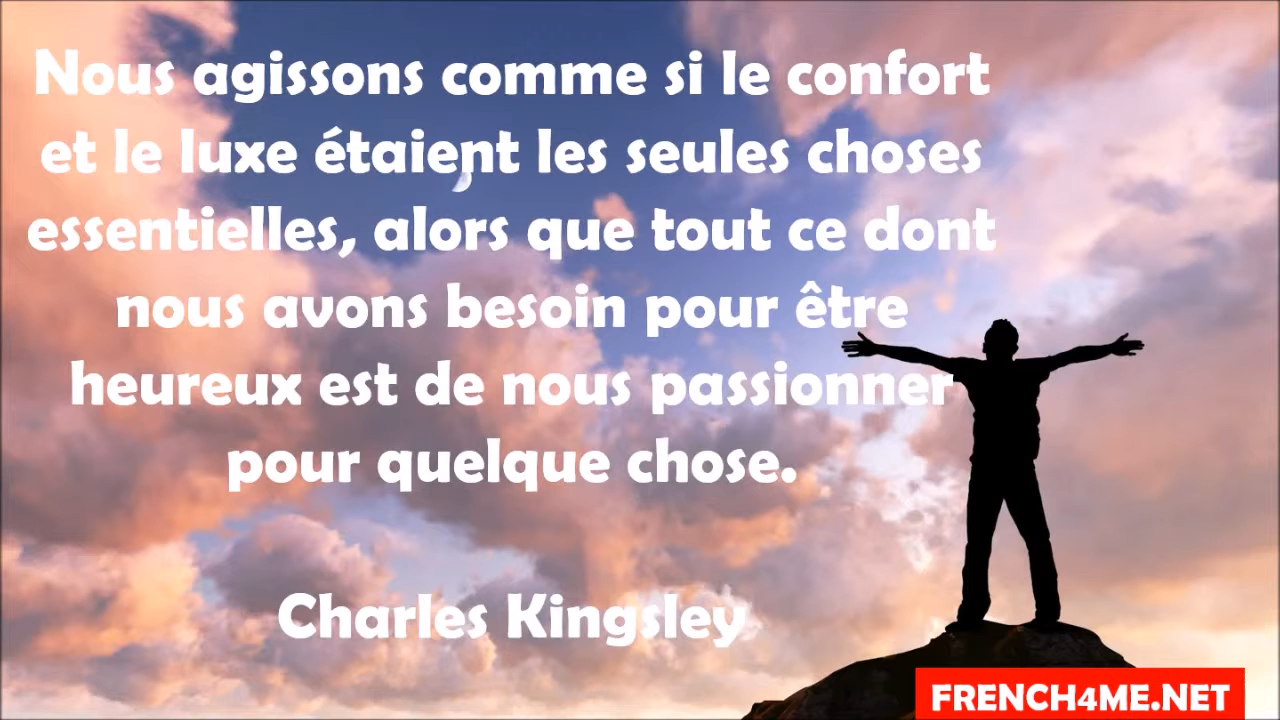 Nous agissons comme si le confort
et le luxe étaient les seules choses
essentielles, alors que tout ce dont
nous avons besoin pour être
heureux est de nous passionner
pour quelque chose.
Charles Kingsley
FRENCH4ME.NET